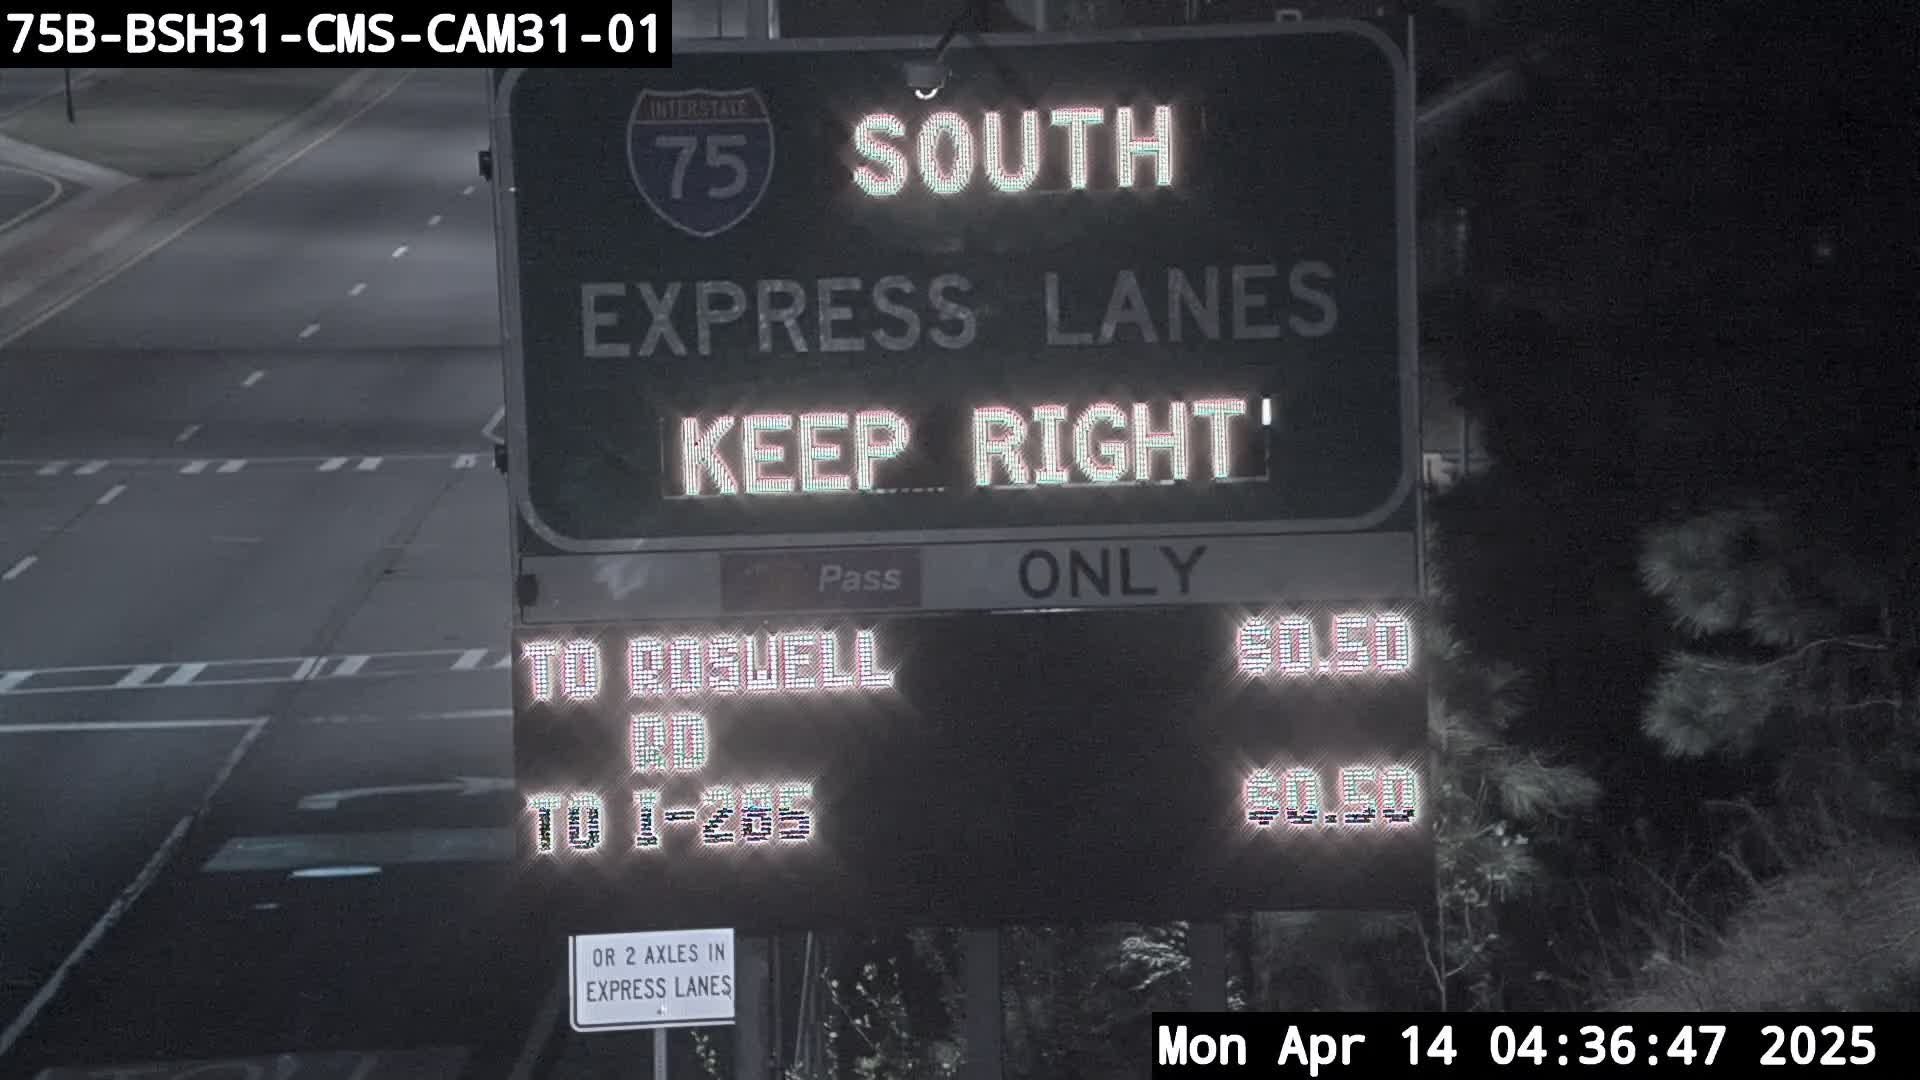 75B-BSH31-CMS-CAM31-01
INTERSTATE
75
SOUTH
EXPRESS LANES
KEEP RIGHT
Pass ONLY
TO ROSWELL $0.50
RD
TO I-285 $0.50
OR 2 AXLES IN
EXPRESS LANES
Mon Apr 14 04:36:47 2025